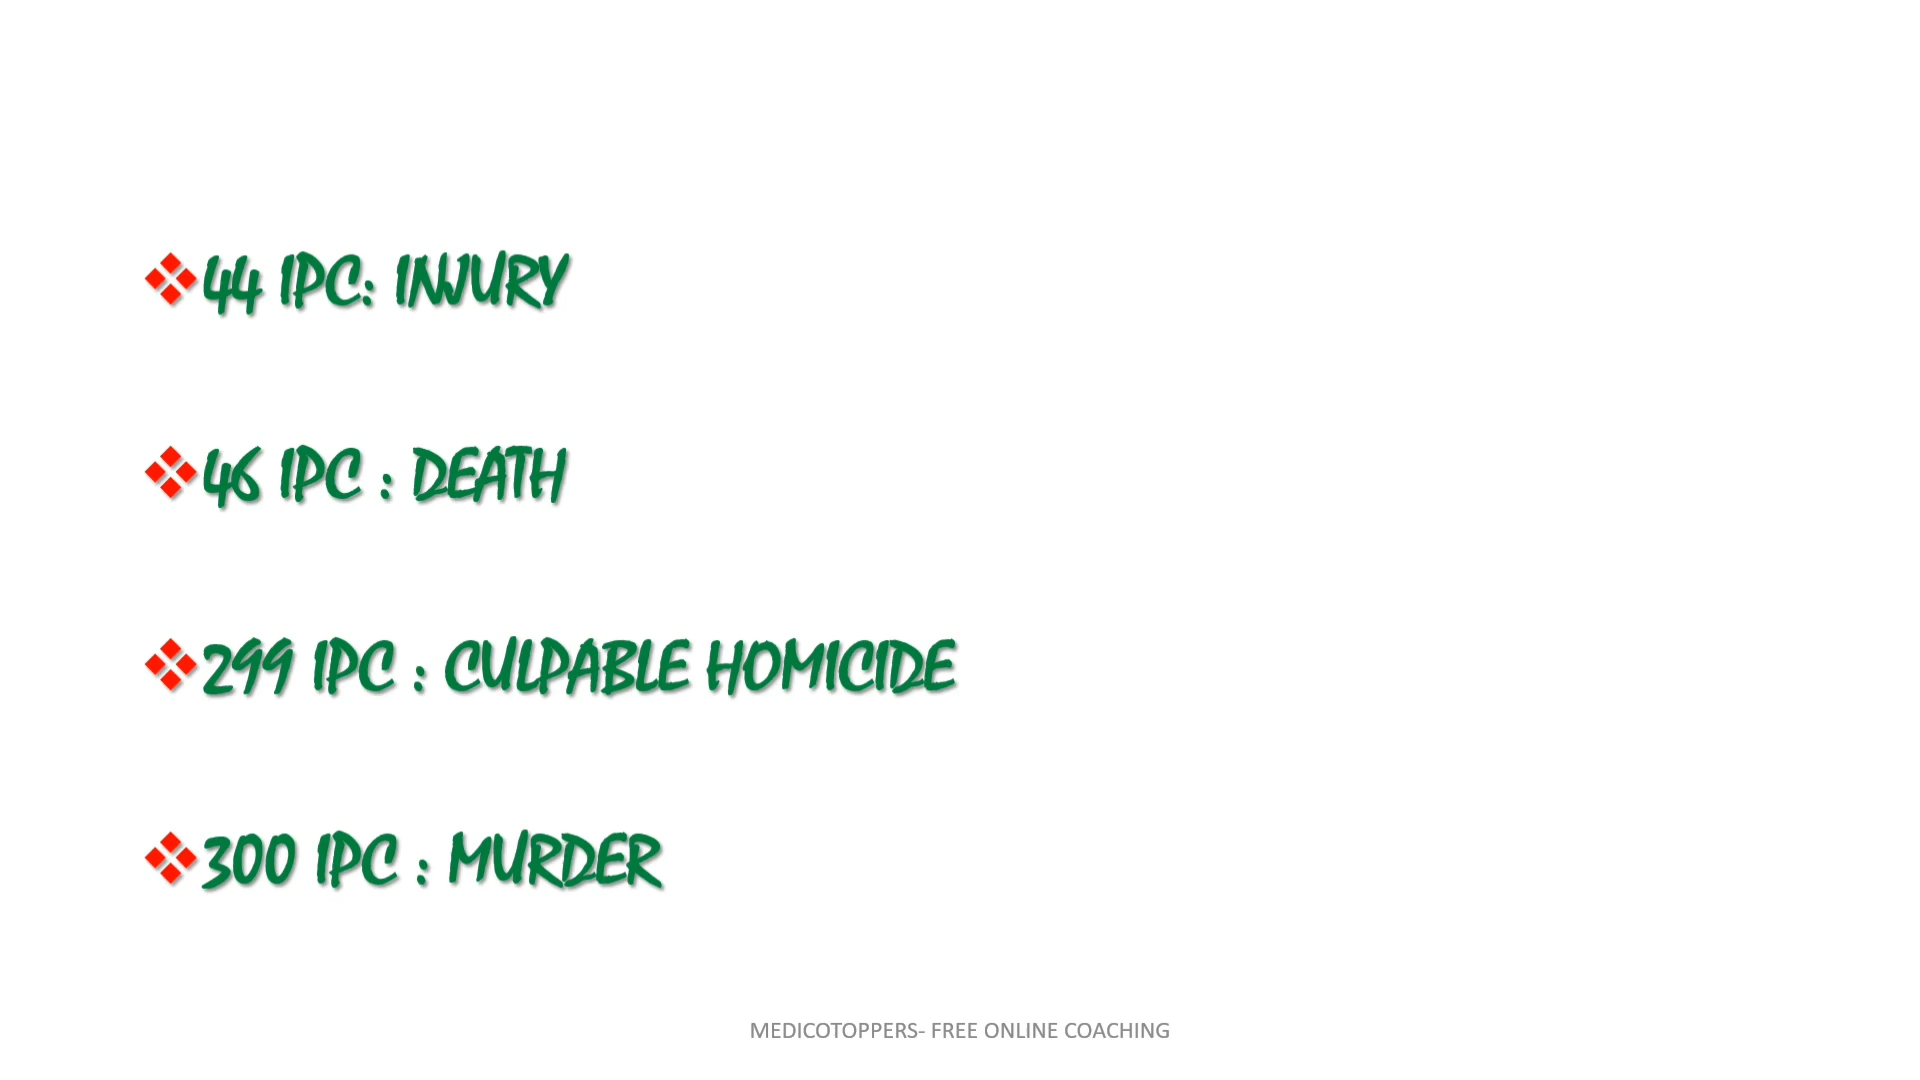 ❖44 IPC: INJURY
❖46 IPC : DEATH
❖299 IPC : CULPABLE HOMICIDE
❖300 IPC : MURDER
MEDICOTOPPERS- FREE ONLINE COACHING